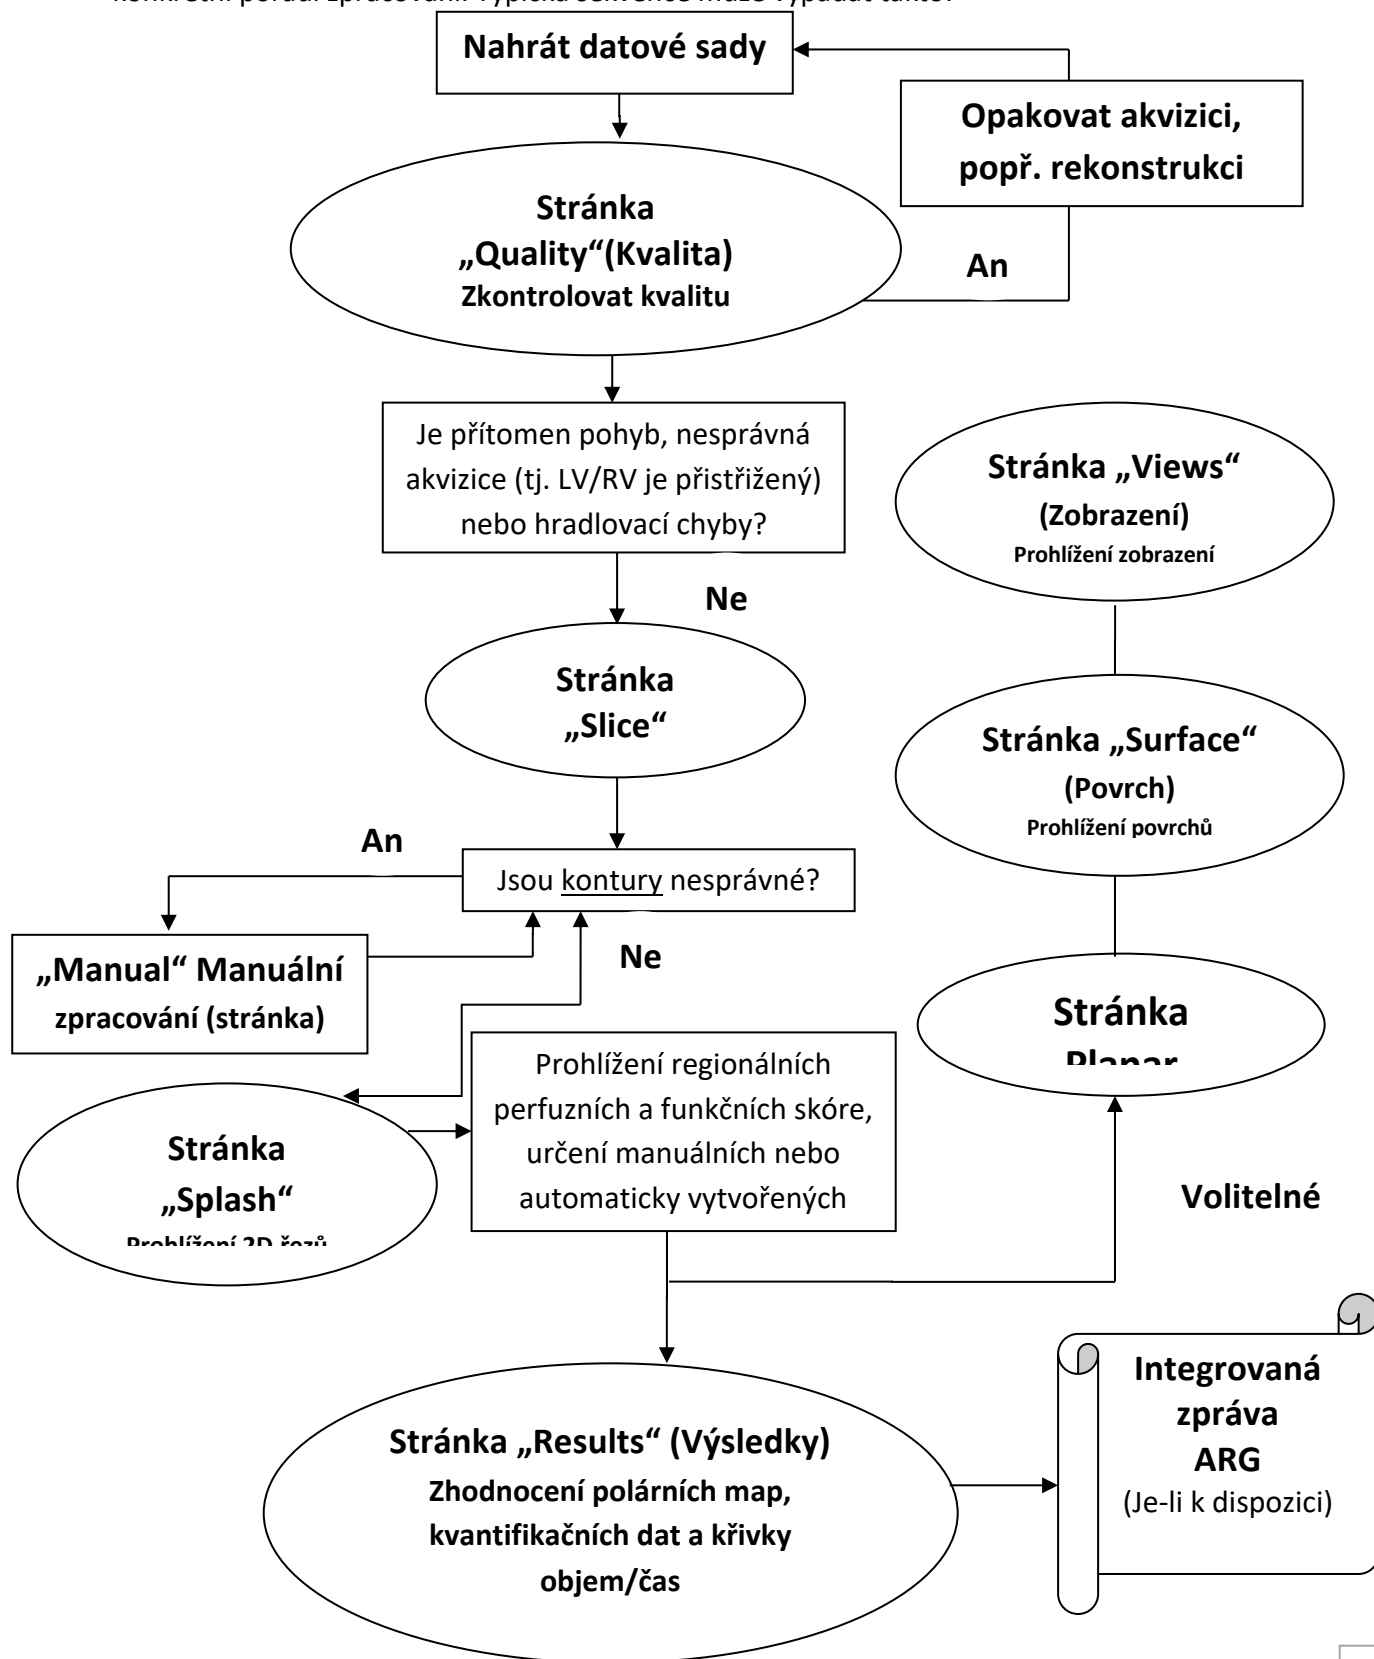 Nahrát datové sady
Opakovat akvizici,
popř. rekonstrukci
Stránka
„Quality“(Kvalita)
Zkontrolovat kvalitu
An
Je přítomen pohyb, nesprávná
akvizice (tj. LV/RV je přistřižený)
nebo hradlovací chyby?
Stránka „Views“
(Zobrazení)
Prohlížení zobrazení
Ne
Stránka
„Slice“
Stránka „Surface“
(Povrch)
Prohlížení povrchů
An
Jsou kontury nesprávné?
„Manual“ Manuální
zpracování (stránka)
Ne
Stránka
Planar
Prohlížení regionálních
perfuzních a funkčních skóre,
určení manuálních nebo
automaticky vytvořených
Stránka
„Splash“
Prohlížení 2D řezů
Volitelné
Integrovaná
zpráva
ARG
(Je-li k dispozici)
Stránka „Results“ (Výsledky)
Zhodnocení polárních map,
kvantifikačních dat a křivky
objem/čas